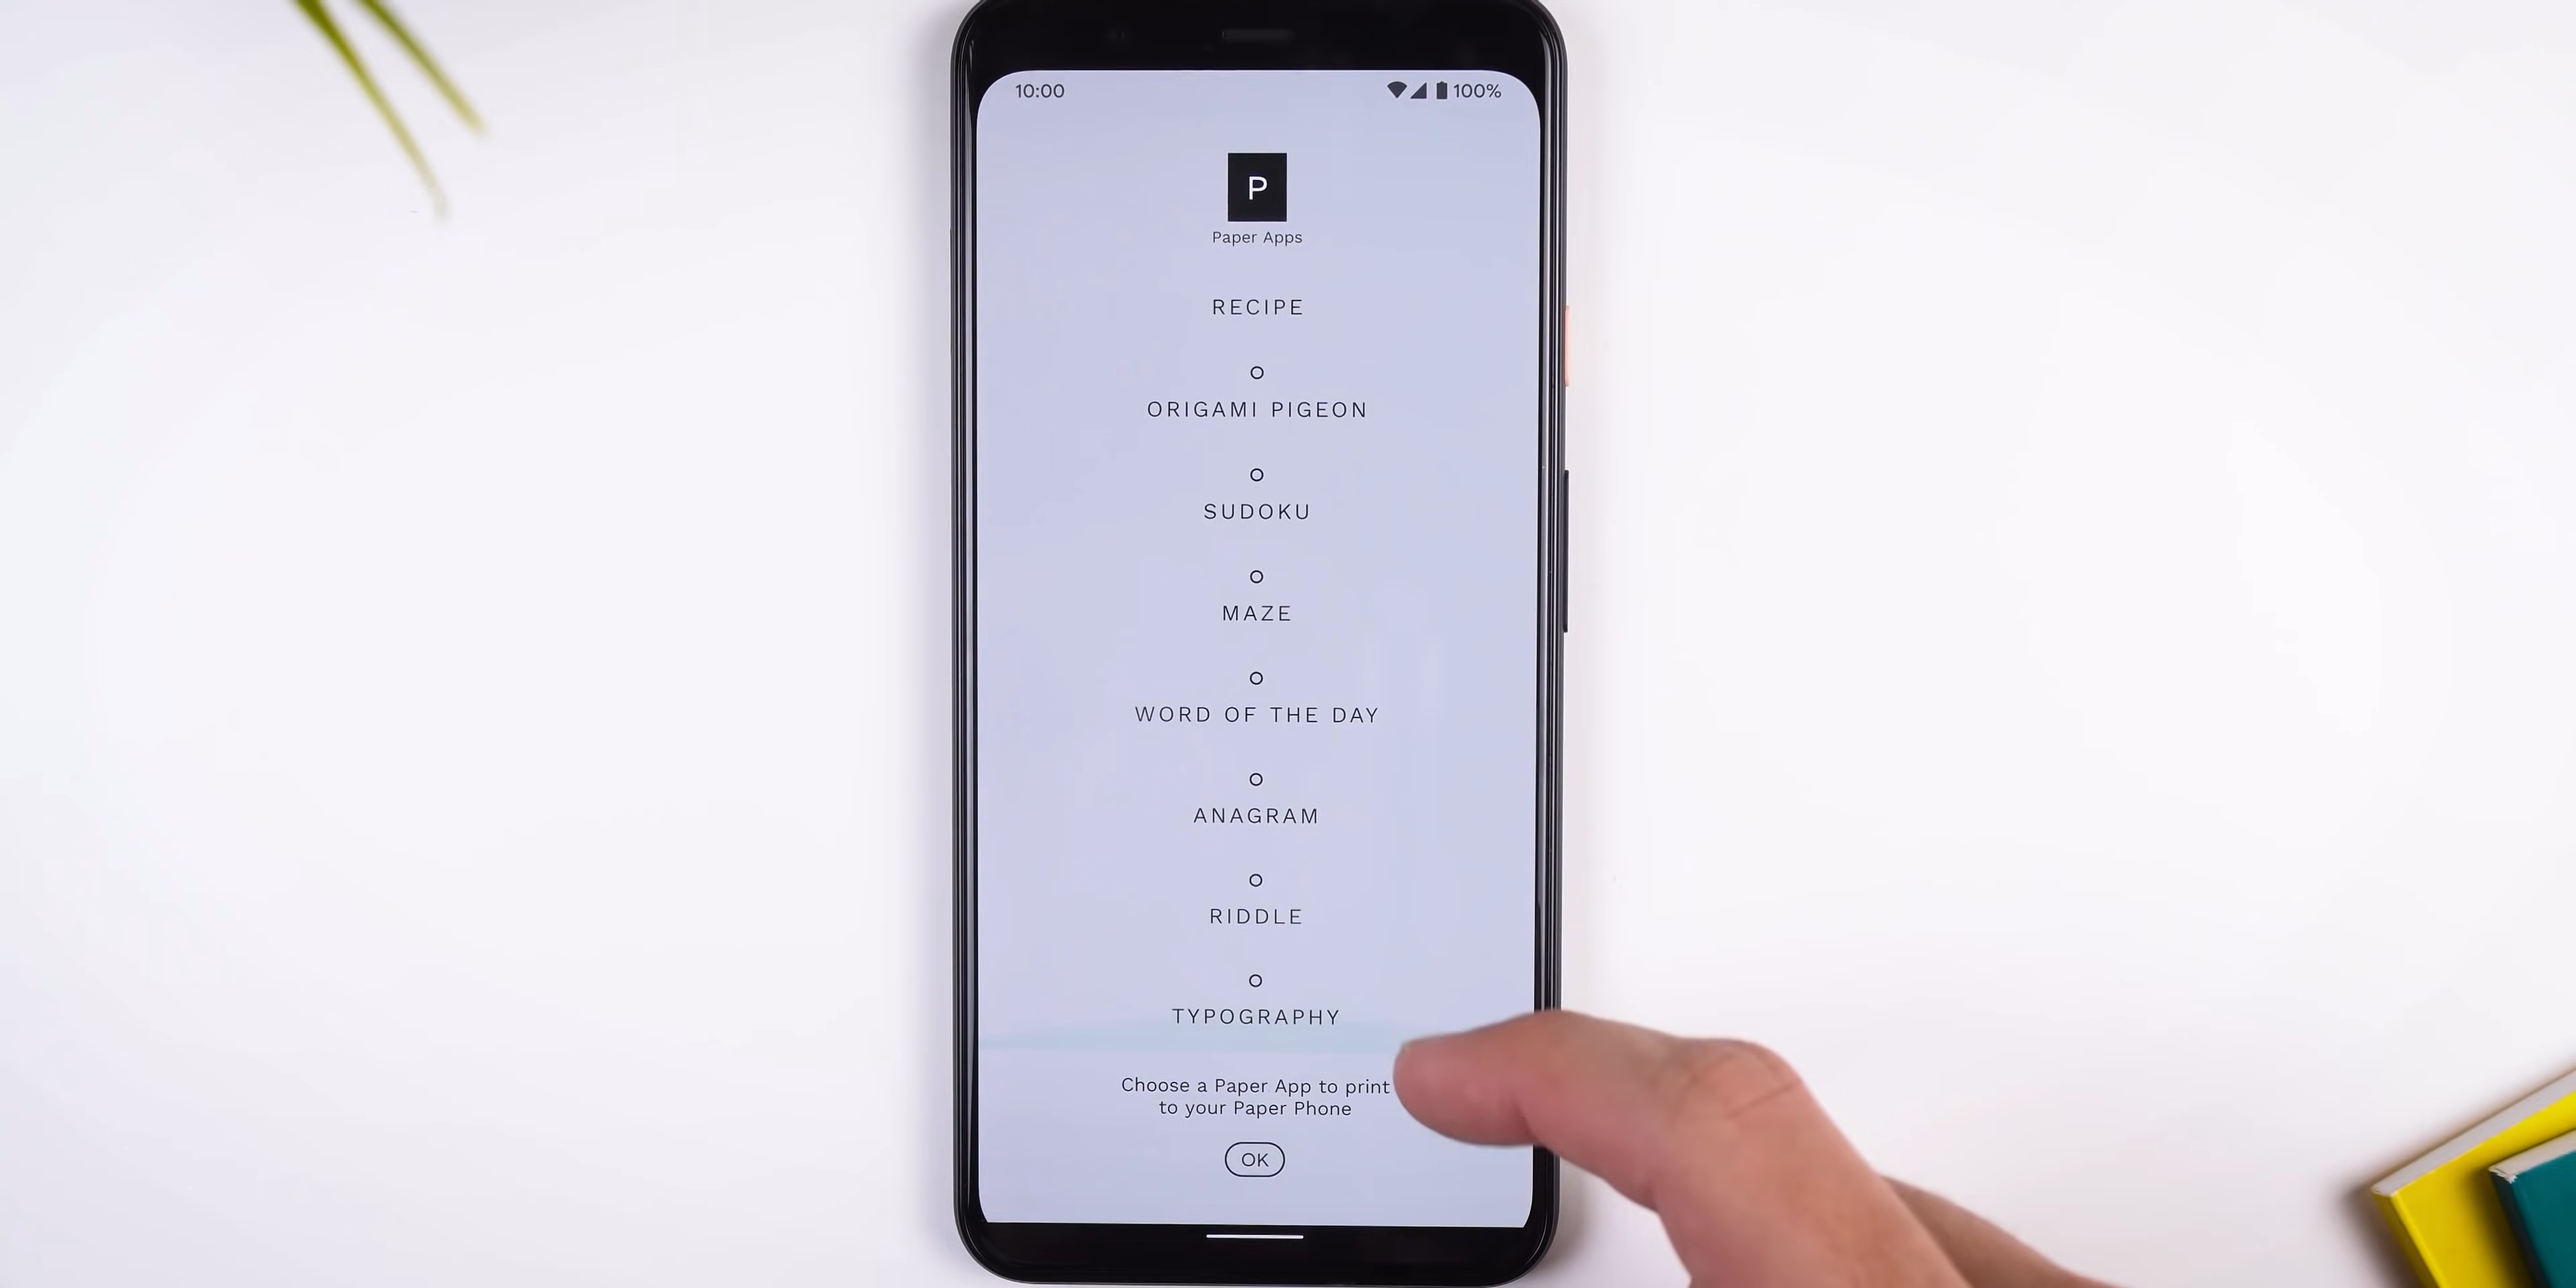 10:00 100%
P
Paper Apps
RECIPE
ORIGAMI PIGEON
SUDOKU
MAZE
WORD OF THE DAY
ANAGRAM
RIDDLE
TYPOGRAPHY
Choose a Paper App to print
to your Paper Phone
OK